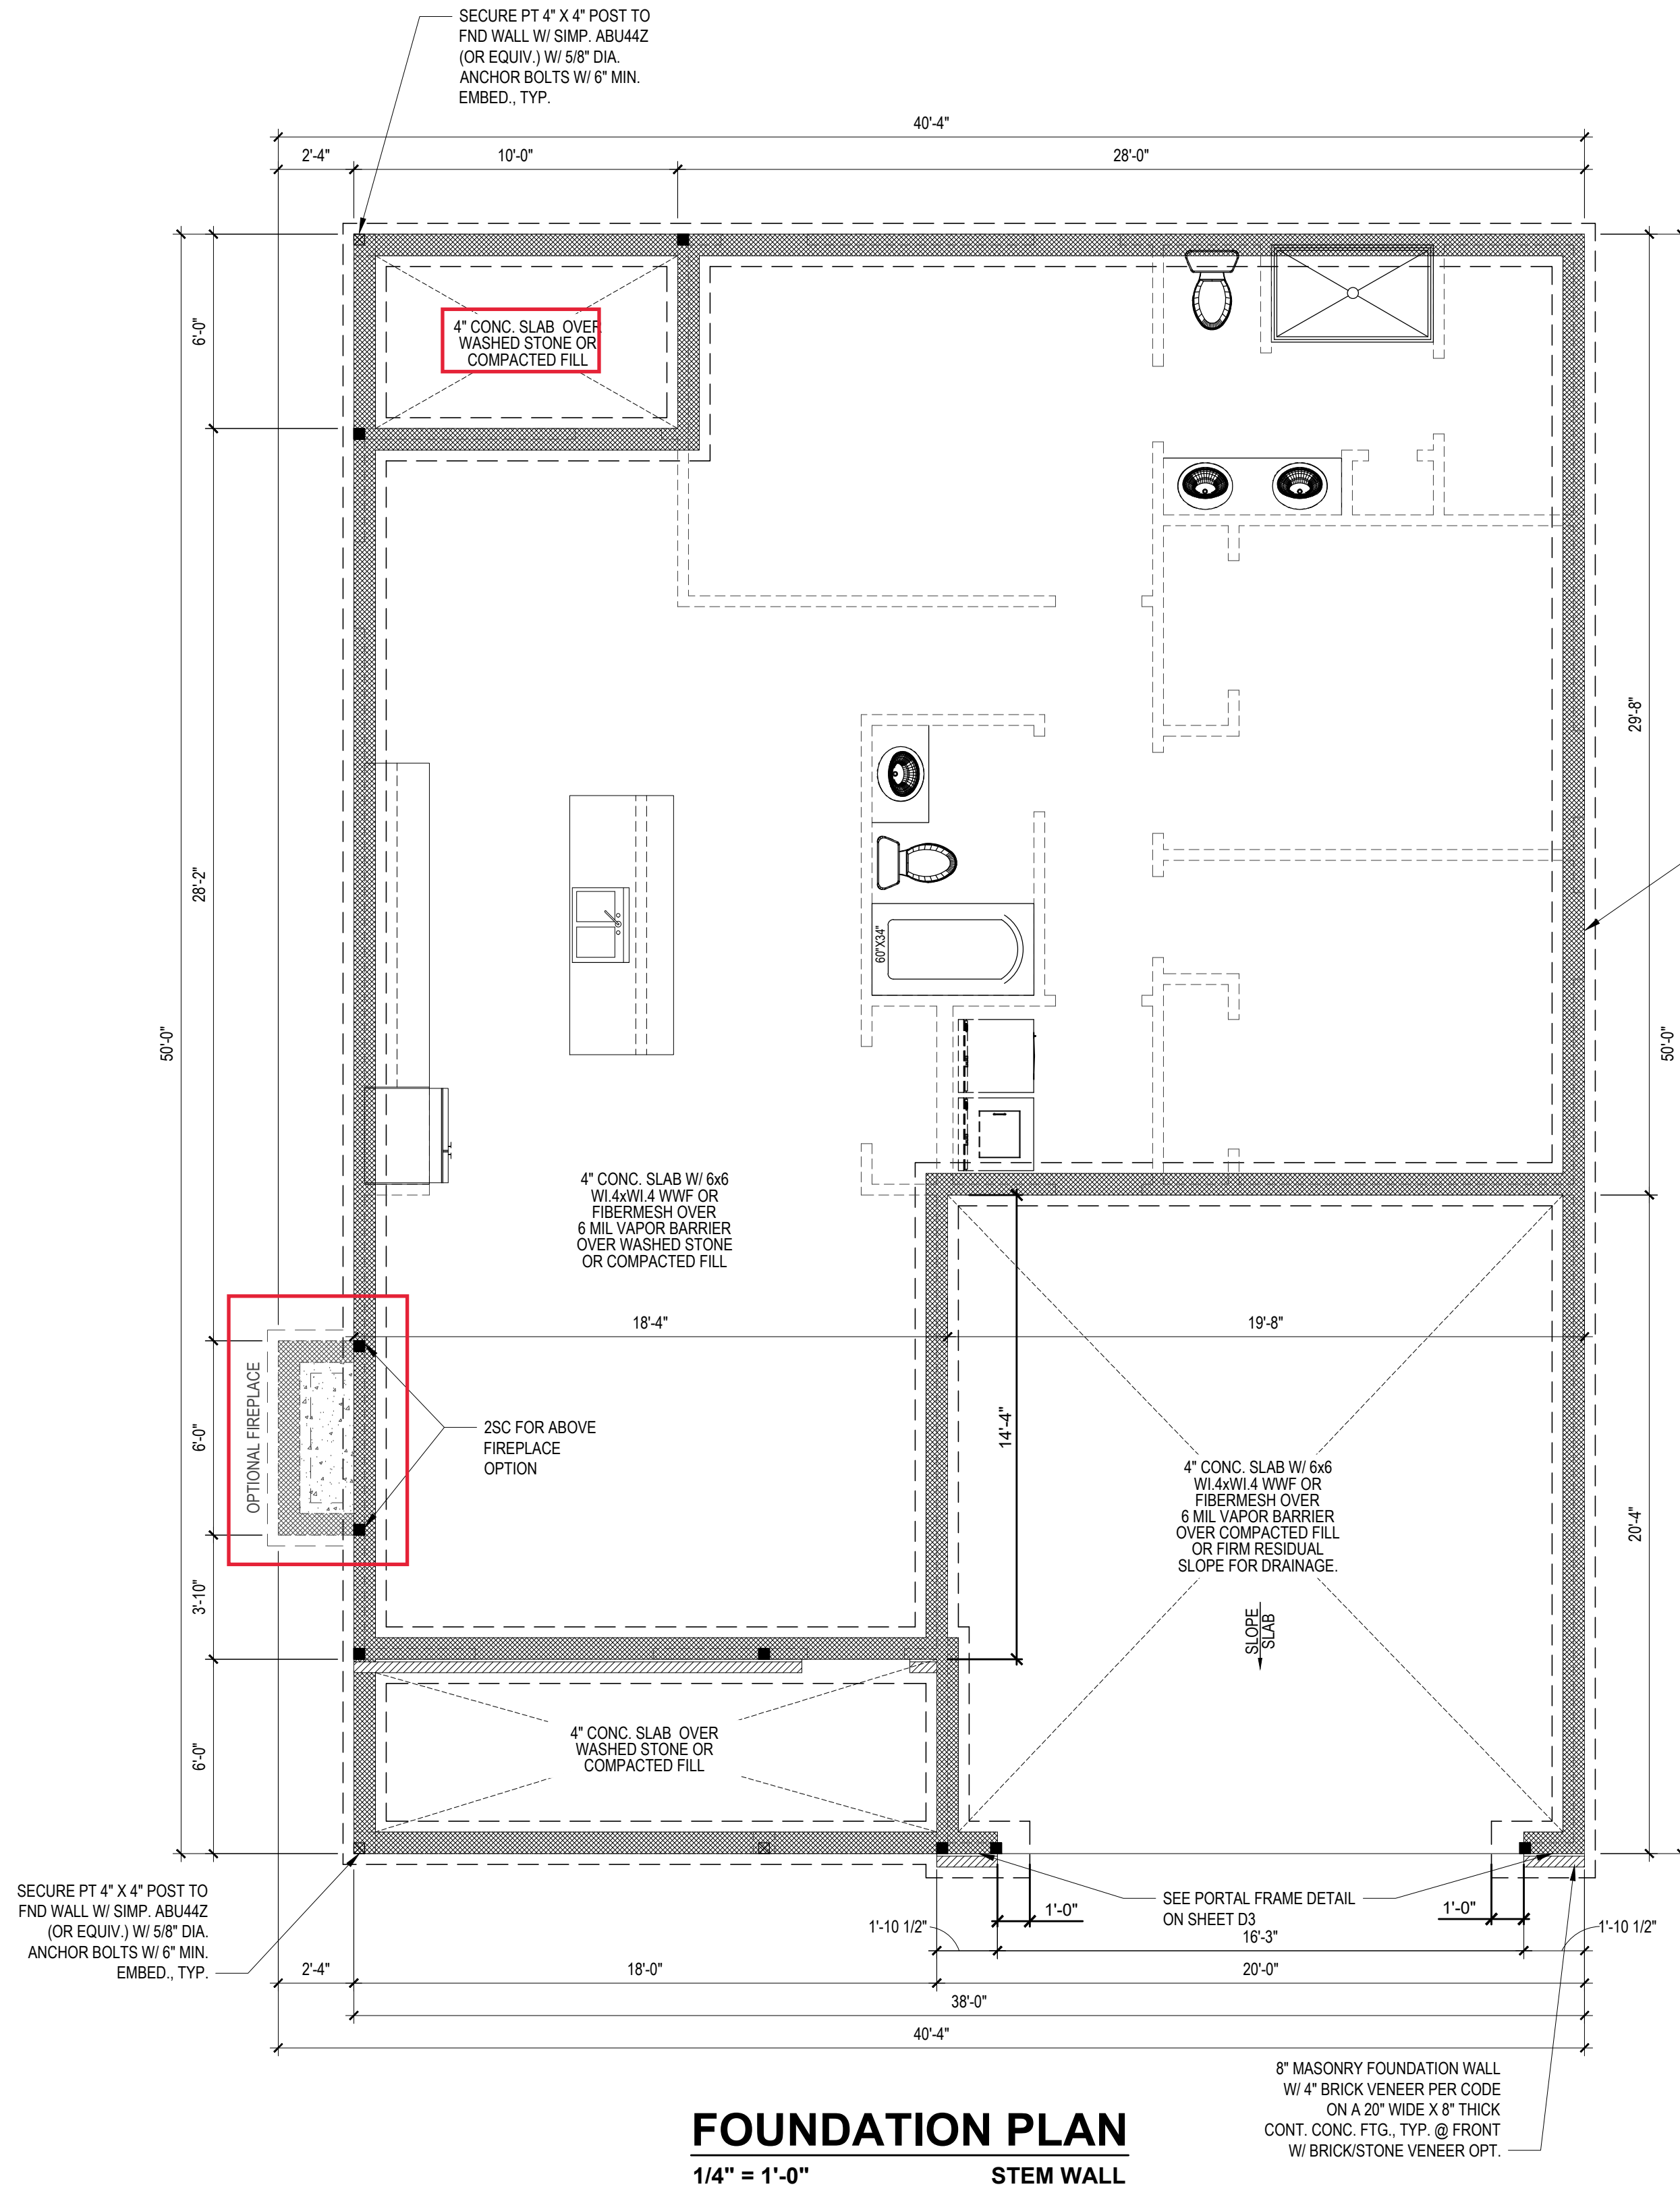 SECURE PT 4" X 4" POST TO
FND WALL W/ SIMP. ABU44Z
(OR EQUIV.) W/ 5/8" DIA.
ANCHOR BOLTS W/ 6" MIN.
EMBED., TYP.
40'-4"
2'-4"
10'-0"
28'-0"
6'-0"
4" CONC. SLAB OVER
WASHED STONE OR
COMPACTED FILL
29'-8"
28'-2"
60"X34"
50'-0"
50'-0"
4" CONC. SLAB W/ 6x6
WI.4xWI.4 WWF OR
FIBERMESH OVER
6 MIL VAPOR BARRIER
OVER WASHED STONE
OR COMPACTED FILL
18'-4"
19'-8"
OPTIONAL FIREPLACE
6'-0"
2SC FOR ABOVE
FIREPLACE
OPTION
14'-4"
4" CONC. SLAB W/ 6x6
WI.4xWI.4 WWF OR
FIBERMESH OVER
6 MIL VAPOR BARRIER
OVER COMPACTED FILL
OR FIRM RESIDUAL
SLOPE FOR DRAINAGE.
20'-4"
3'-10"
SLOPE
SLAB
6'-0"
4" CONC. SLAB OVER
WASHED STONE OR
COMPACTED FILL
SECURE PT 4" X 4" POST TO
FND WALL W/ SIMP. ABU44Z
(OR EQUIV.) W/ 5/8" DIA.
ANCHOR BOLTS W/ 6" MIN.
EMBED., TYP.
SEE PORTAL FRAME DETAIL
ON SHEET D3
1'-0"
1'-0"
1'-10 1/2"
16'-3"
1'-10 1/2"
2'-4"
18'-0"
20'-0"
38'-0"
40'-4"
8" MASONRY FOUNDATION WALL
W/ 4" BRICK VENEER PER CODE
ON A 20" WIDE X 8" THICK
CONT. CONC. FTG., TYP. @ FRONT
W/ BRICK/STONE VENEER OPT.
FOUNDATION PLAN
1/4" = 1'-0"
STEM WALL